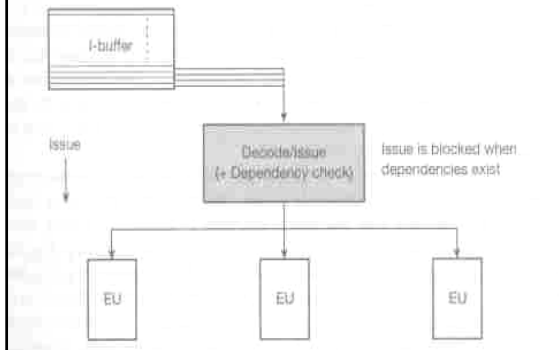 I-buffer
Issue
Decode/Issue
(+ Dependency check)
Issue is blocked when
dependencies exist
EU
EU
EU